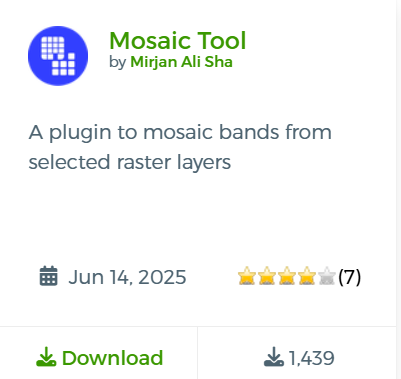 Mosaic Tool
by Mirjan Ali Sha
A plugin to mosaic bands from
selected raster layers
Jun 14, 2025 (7)
Download 1,439